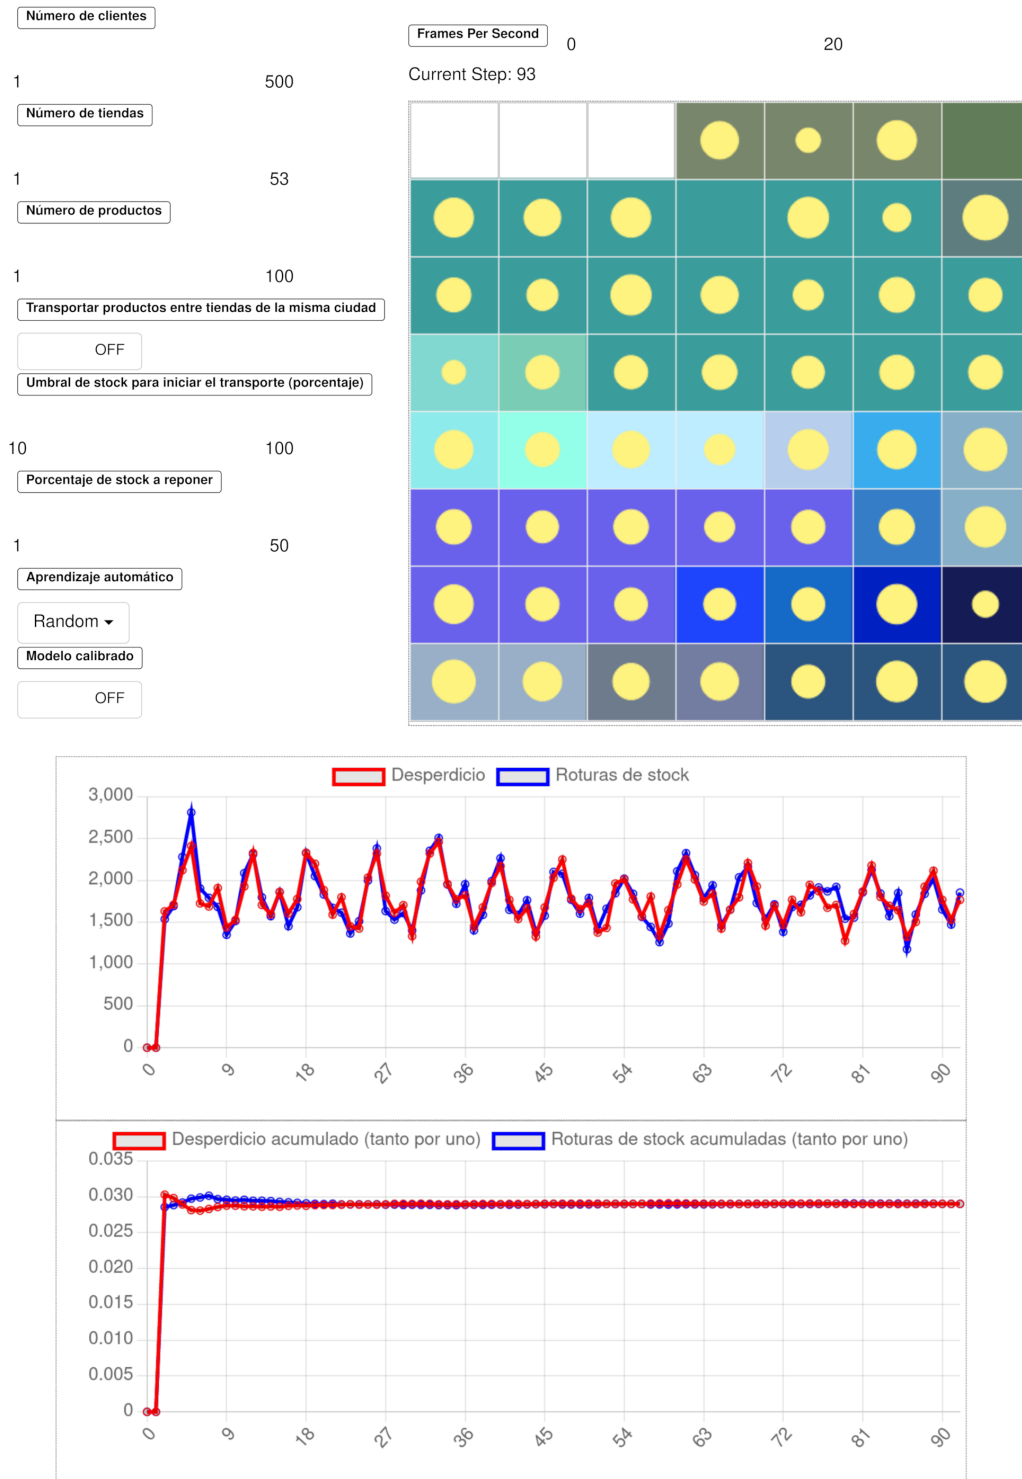 Número de clientes
1 500
Número de tiendas
1 53
Número de productos
1 100
Transportar productos entre tiendas de la misma ciudad
OFF
Umbral de stock para iniciar el transporte (porcentaje)
10 100
Porcentaje de stock a reponer
1 50
Aprendizaje automático
Random
Modelo calibrado
OFF
Frames Per Second 0 20
Current Step: 93
Desperdicio Roturas de stock
3,000
2,500
2,000
1,500
1,000
500
0
0 9 18 27 36 45 54 63 72 81 90
Desperdicio acumulado (tanto por uno) Roturas de stock acumuladas (tanto por uno)
0.035
0.030
0.025
0.020
0.015
0.010
0.005
0
0 9 18 27 36 45 54 63 72 81 90